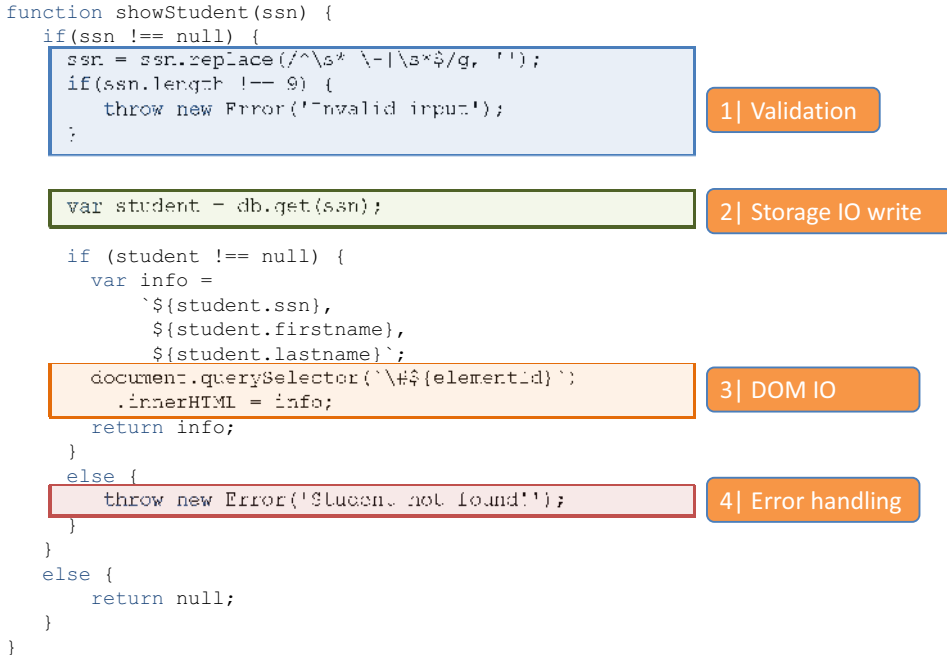 function showStudent(ssn) {
if(ssn !== null) {
ssn = ssn.replace(/^\s*|\-|\s*$/g, '');
if(ssn.length !== 9) {
throw new Error('Invalid input');
}
1| Validation
var student = db.get(ssn);
2| Storage IO write
if (student !== null) {
var info =
`${student.ssn},
${student.firstname},
${student.lastname}`;
document.querySelector(`\#${elementId}`)
.innerHTML = info;
3| DOM IO
return info;
}
else {
throw new Error('Student not found!');
4| Error handling
}
}
else {
return null;
}
}